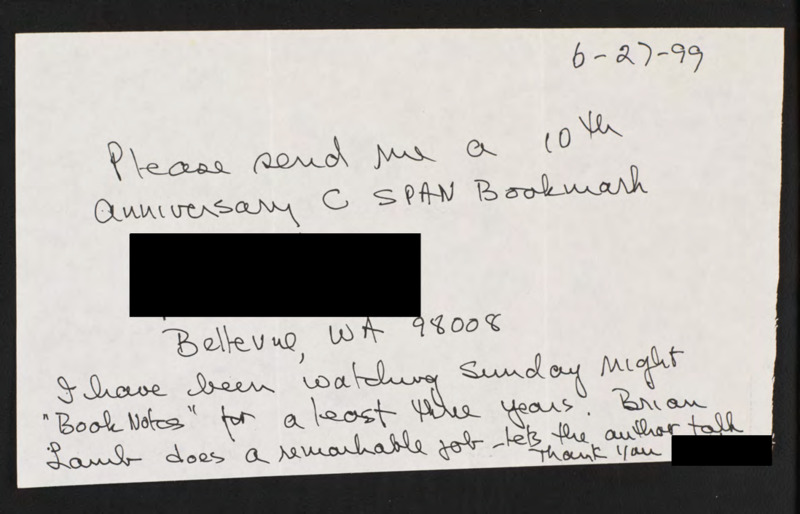 6-27-99
Please send me a 10th
anniversary C SPAN Bookmark
Bellevue, WA 98008
I have been watching Sunday Night
"Book Notes" for a least three years. Brian
Lamb does a remarkable job - lets the author talk
Thank you